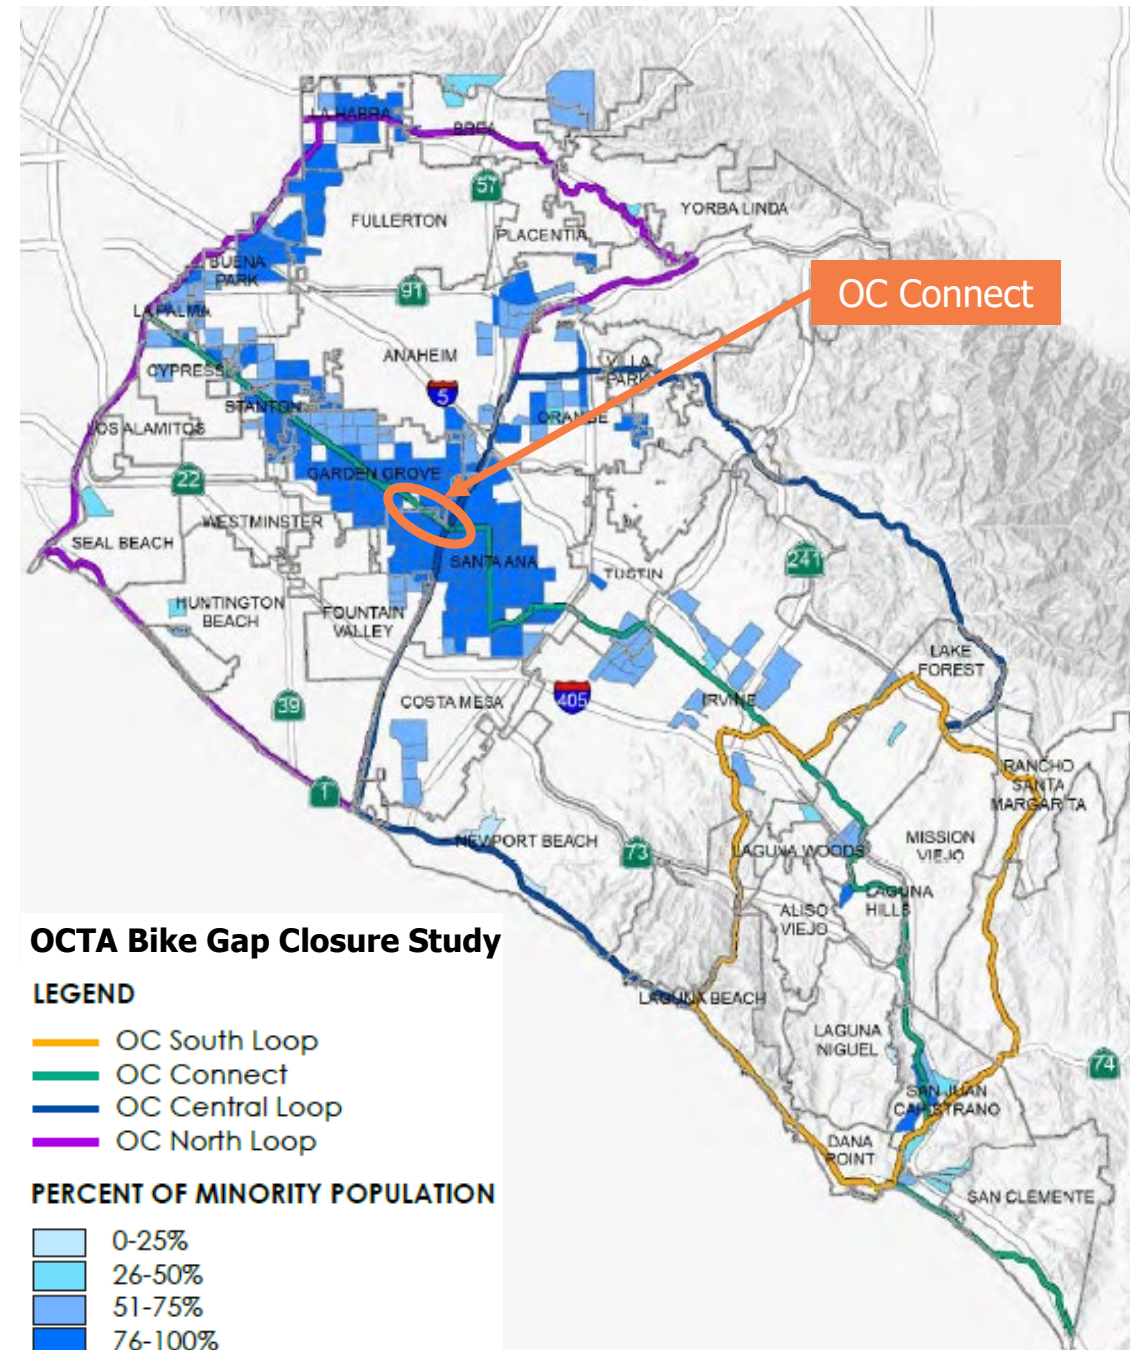 LA HABRA
BREA
57
YORBA LINDA
FULLERTON
PLACENTIA
BUENA
PARK
OC Connect
91
LA PALMA
ANAHEIM
VILLA
PARK
CYPRESS
5
STANTON
ORANGE
LOS ALAMITOS
GARDEN GROVE
22
WESTMINSTER
SEAL BEACH
SANTA ANA
241
TUSTIN
HUNTINGTON
BEACH
FOUNTAIN
VALLEY
LAKE
FOREST
COSTA MESA
405
IRVINE
39
RANCHO
SANTA
MARGARITA
1
NEWPORT BEACH
73
LAGUNA WOODS
MISSION
VIEJO
LAGUNA
HILLS
ALISO
VIEJO
LAGUNA BEACH
LAGUNA
NIGUEL
74
SAN JUAN
CAPISTRANO
DANA
POINT
SAN CLEMENTE
OCTA Bike Gap Closure Study
LEGEND
OC South Loop
OC Connect
OC Central Loop
OC North Loop
PERCENT OF MINORITY POPULATION
0-25%
26-50%
51-75%
76-100%